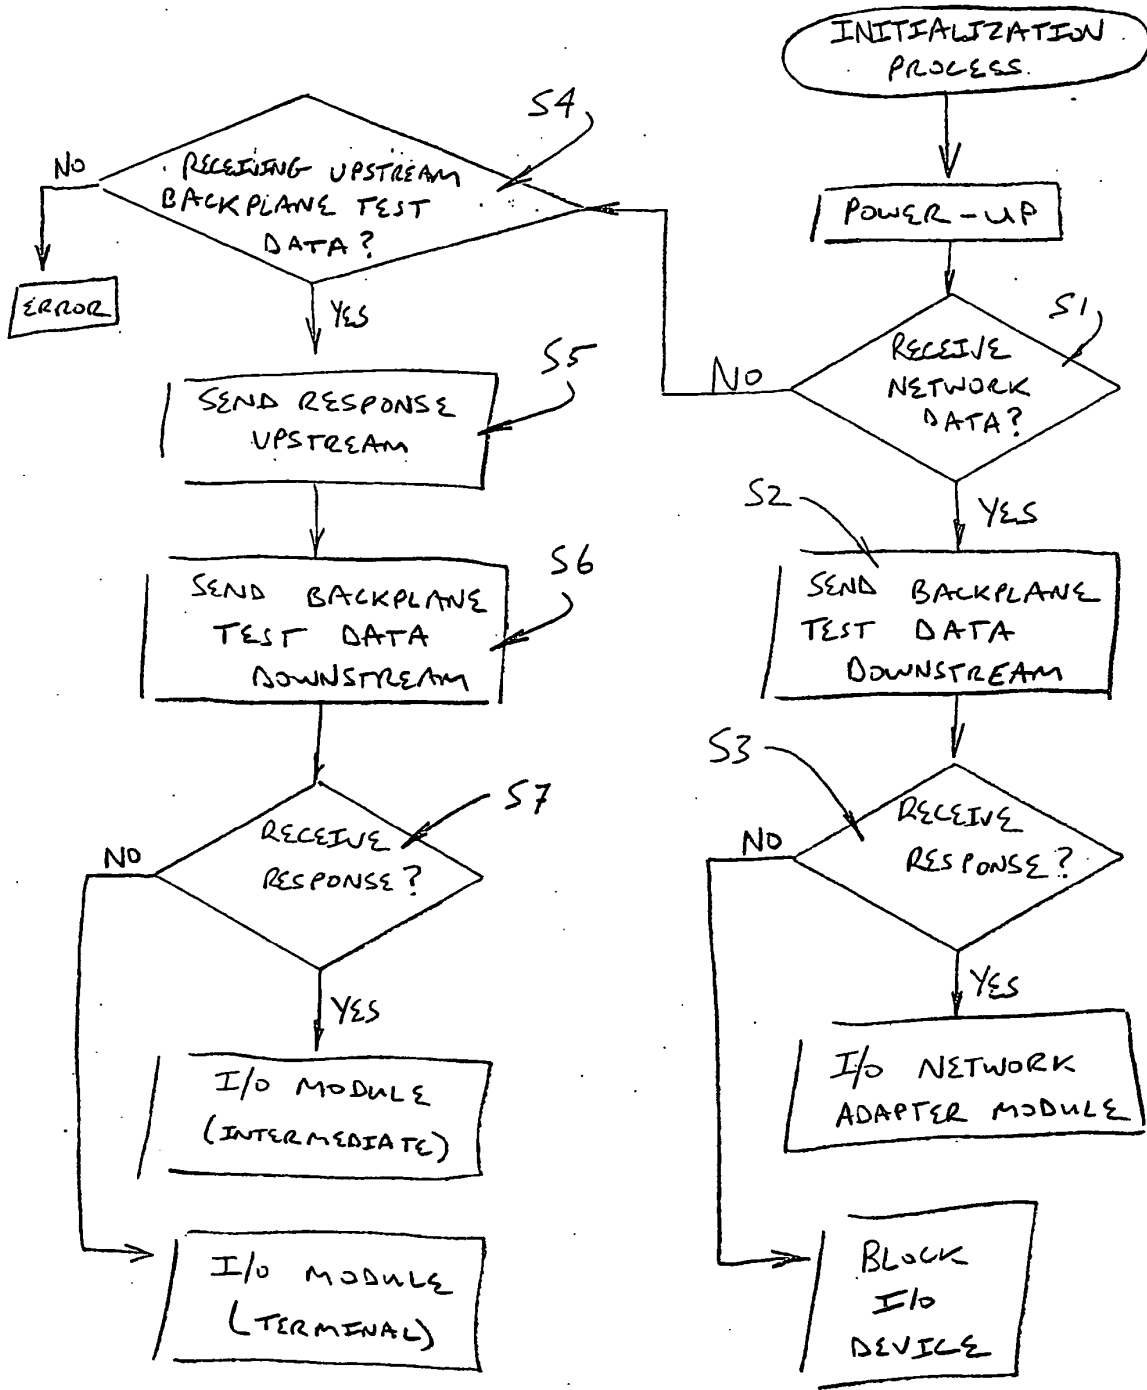 INITIALIZATION
PROCESS
POWER-UP
S1
RECEIVE
NETWORK
DATA?
NO
YES
S2
SEND BACKPLANE
TEST DATA
DOWNSTREAM
S3
RECEIVE
RESPONSE?
NO
YES
I/O NETWORK
ADAPTER MODULE
BLOCK
I/O
DEVICE
S4
RECEIVING UPSTREAM
BACKPLANE TEST
DATA?
NO
ERROR
YES
S5
SEND RESPONSE
UPSTREAM
S6
SEND BACKPLANE
TEST DATA
DOWNSTREAM
S7
RECEIVE
RESPONSE?
NO
YES
I/O MODULE
(INTERMEDIATE)
I/O MODULE
(TERMINAL)